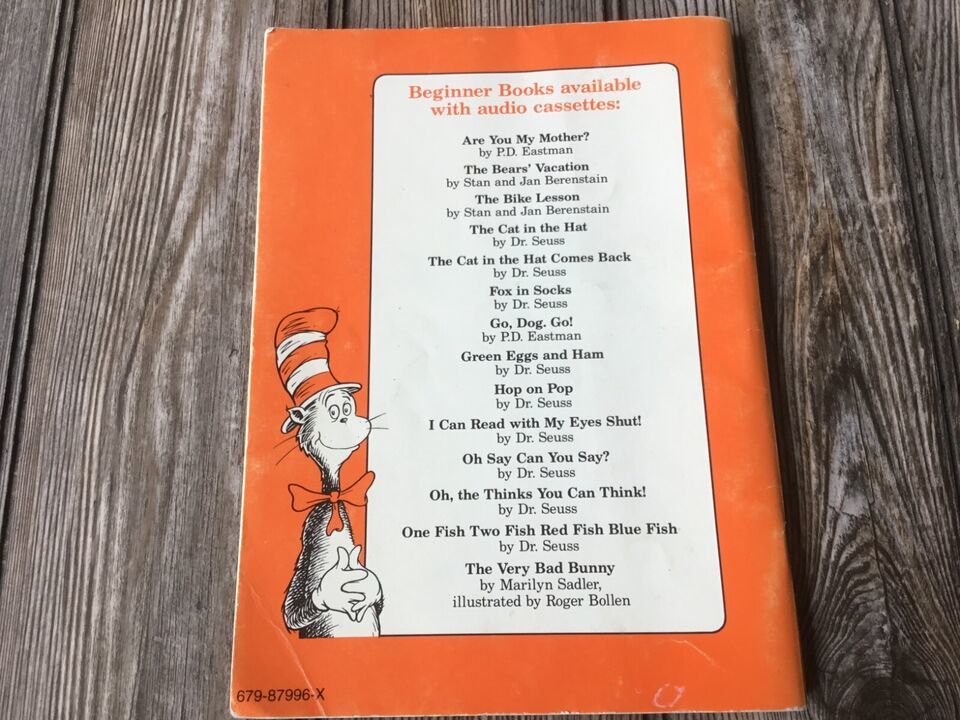 Beginner Books available
with audio cassettes:
Are You My Mother?
by P.D. Eastman
The Bears' Vacation
by Stan and Jan Berenstain
The Bike Lesson
by Stan and Jan Berenstain
The Cat in the Hat
by Dr. Seuss
The Cat in the Hat Comes Back
by Dr. Seuss
Fox in Socks
by Dr. Seuss
Go, Dog. Go!
by P.D. Eastman
Green Eggs and Ham
by Dr. Seuss
Hop on Pop
by Dr. Seuss
I Can Read with My Eyes Shut!
by Dr. Seuss
Oh Say Can You Say?
by Dr. Seuss
Oh, the Thinks You Can Think!
by Dr. Seuss
One Fish Two Fish Red Fish Blue Fish
by Dr. Seuss
The Very Bad Bunny
by Marilyn Sadler,
illustrated by Roger Bollen
679-87996-X